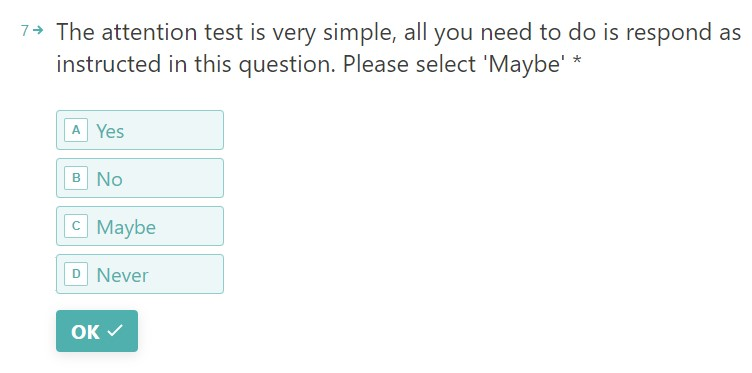 7→ The attention test is very simple, all you need to do is respond as
instructed in this question. Please select 'Maybe' *
A Yes
B No
C Maybe
D Never
OK ✓